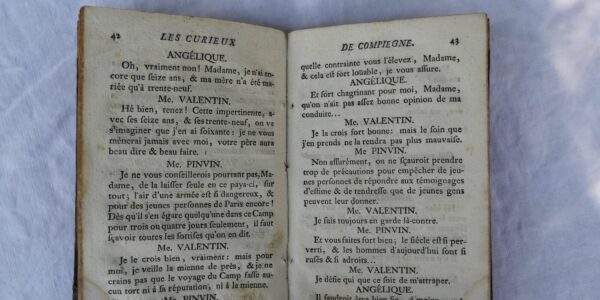 42 LES CURIEUX
ANGÉLIQUE.
Oh, vraiment non! Madame, je n'ai en-
core que seize ans, & ma mère n'a été ma-
riée qu'à trente-neuf.
Me. VALENTIN.
Hé bien, tenez! Cette impertinente, a-
vec ses seize ans, & ses trente-neuf, on va
s'imaginer que j'en ai soixante: je ne vous
mènerai jamais avec moi, votre père aura
beau dire & beau faire.
Me. PINVIN.
Je ne vous conseillerois pourtant pas, Ma-
dame, de la laisser seule en ce pays-ci, sur
tout; l'air d'une armée est si dangereux, &
pour des jeunes personnes de Paris encore!
Dès qu'il s'en égare quelqu'une dans ce Camp
pour trois ou quatre jours seulement, il faut
sçavoir toures les sottises qu'on en dit.
Me. VALENTIN.
Je le crois bien, vraiment: mais pour
moi, je veille la mienne de près, & je ne
crains pas que le voyage du Camp fasse au-
cun tort ni à sa réputation, ni à la mienne.
DE COMPIEGNE. 43
quelle contrainte vous l'élevez, Madame,
& cela est fort louable, je vous assure.
ANGÉLIQUE.
Et fort chagrinant pour moi, Madame,
qu'on n'ait pas assez bonne opinion de ma
conduite...
Me. VALENTIN.
Je la crois fort bonne: mais le soin que
j'en prends ne la rendra pas plus mauvaise.
Me PINVIN.
Non assurément, on ne sçauroit prendre
trop de précautions pour empêcher de jeu-
nes personnes de répondre aux témoignages
d'estime & de tendresse que de jeunes gens
peuvent leur donner.
Me. VALENTIN.
Je suis toujours en garde là-contre.
Me. PINVIN.
Et vous faites fort bien; le siécle est si per-
verti, & les hommes d'aujourd'hui sont si
rusés & si adroits...
Me. VALENTIN.
Je défie qui que ce soit de m'attraper.
ANGÉLIQUE.
Il faudroit